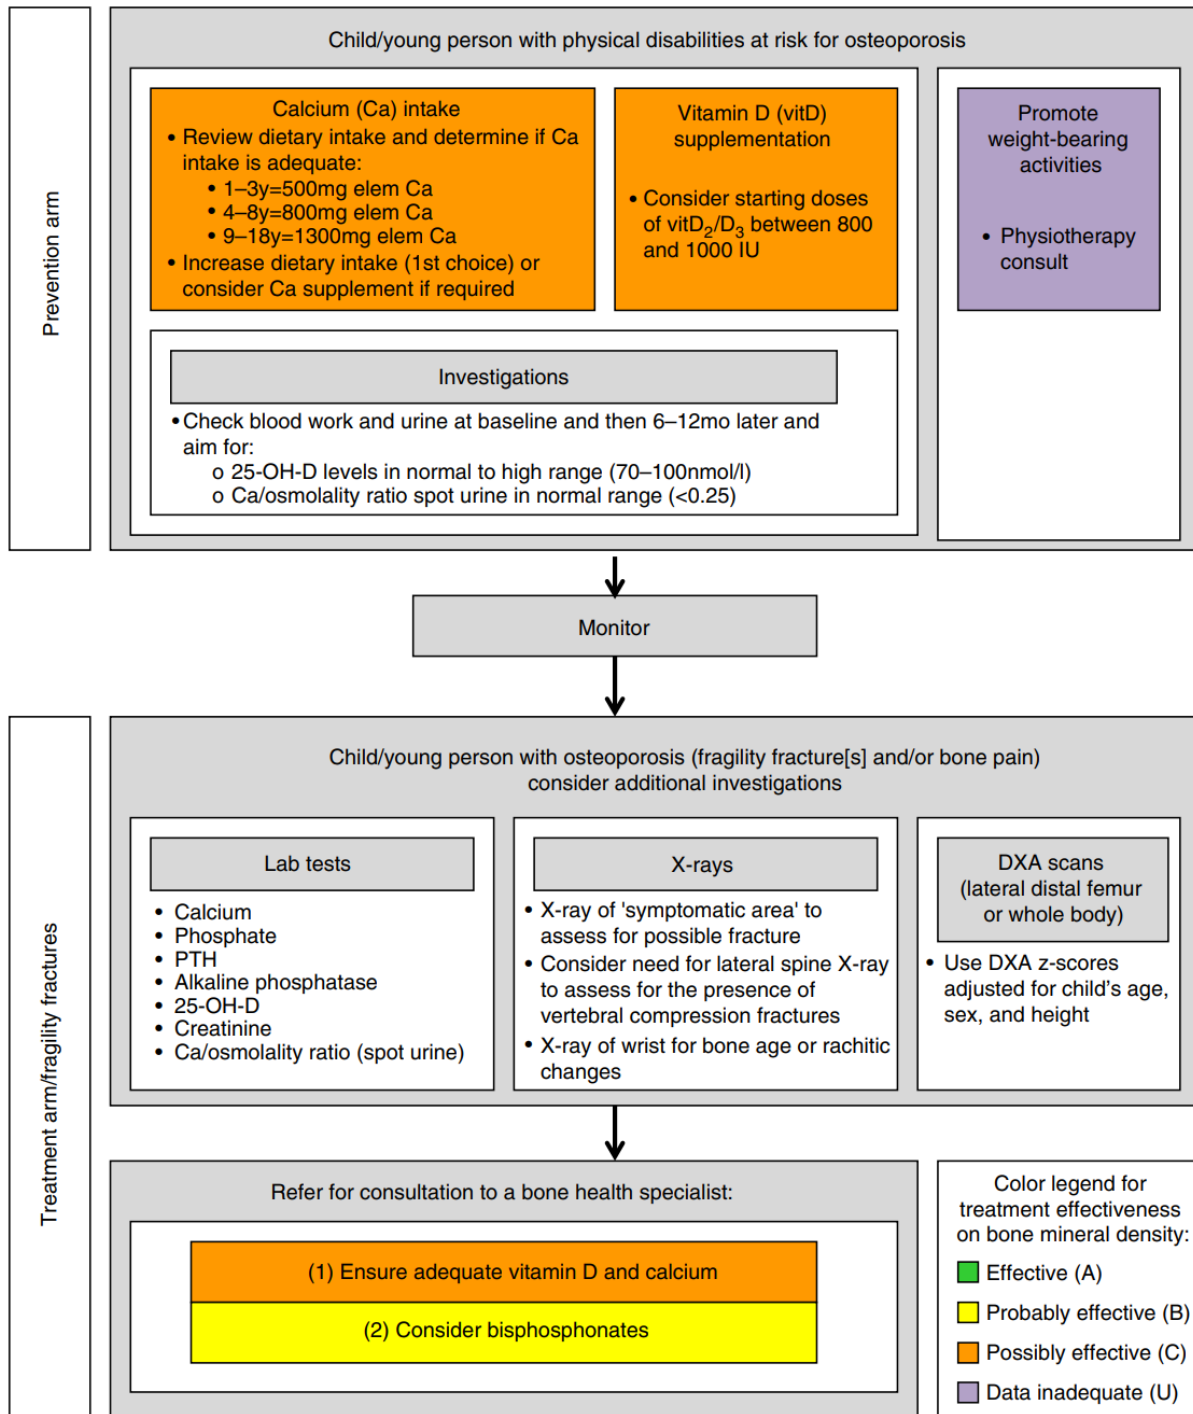 Prevention arm
Child/young person with physical disabilities at risk for osteoporosis
Calcium (Ca) intake
• Review dietary intake and determine if Ca
intake is adequate:
• 1–3y=500mg elem Ca
• 4–8y=800mg elem Ca
• 9–18y=1300mg elem Ca
• Increase dietary intake (1st choice) or
consider Ca supplement if required
Vitamin D (vitD)
supplementation
• Consider starting doses
of vitD₂/D₃ between 800
and 1000 IU
Promote
weight-bearing
activities
• Physiotherapy
consult
Investigations
• Check blood work and urine at baseline and then 6–12mo later and
aim for:
o 25-OH-D levels in normal to high range (70–100nmol/l)
o Ca/osmolality ratio spot urine in normal range (<0.25)
Monitor
Treatment arm/fragility fractures
Child/young person with osteoporosis (fragility fracture[s] and/or bone pain)
consider additional investigations
Lab tests
• Calcium
• Phosphate
• PTH
• Alkaline phosphatase
• 25-OH-D
• Creatinine
• Ca/osmolality ratio (spot urine)
X-rays
• X-ray of 'symptomatic area' to
assess for possible fracture
• Consider need for lateral spine X-ray
to assess for the presence of
vertebral compression fractures
• X-ray of wrist for bone age or rachitic
changes
DXA scans
(lateral distal femur
or whole body)
• Use DXA z-scores
adjusted for child's age,
sex, and height
Refer for consultation to a bone health specialist:
(1) Ensure adequate vitamin D and calcium
(2) Consider bisphosphonates
Color legend for
treatment effectiveness
on bone mineral density:
Effective (A)
Probably effective (B)
Possibly effective (C)
Data inadequate (U)